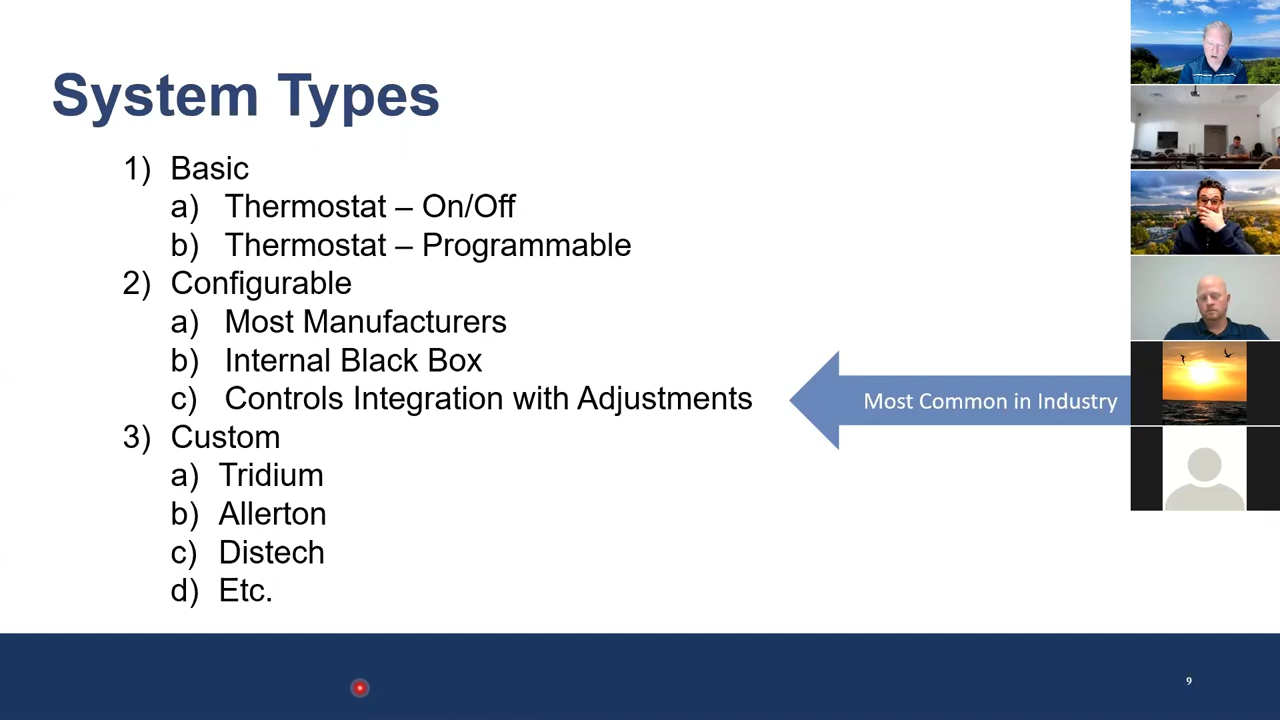 System Types
1) Basic
a) Thermostat – On/Off
b) Thermostat – Programmable
2) Configurable
a) Most Manufacturers
b) Internal Black Box
c) Controls Integration with Adjustments
Most Common in Industry
3) Custom
a) Tridium
b) Allerton
c) Distech
d) Etc.
9